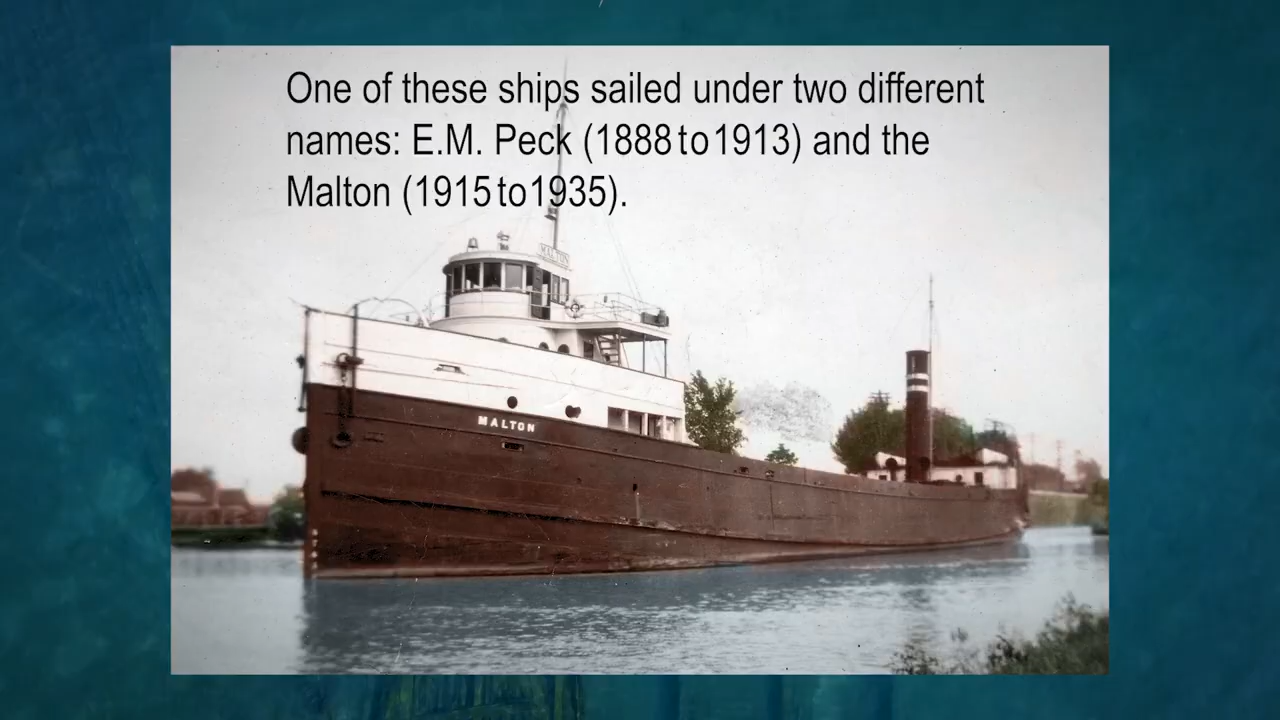 One of these ships sailed under two different
names: E.M. Peck (1888 to 1913) and the
Malton (1915 to 1935).
MALTON
MALTON